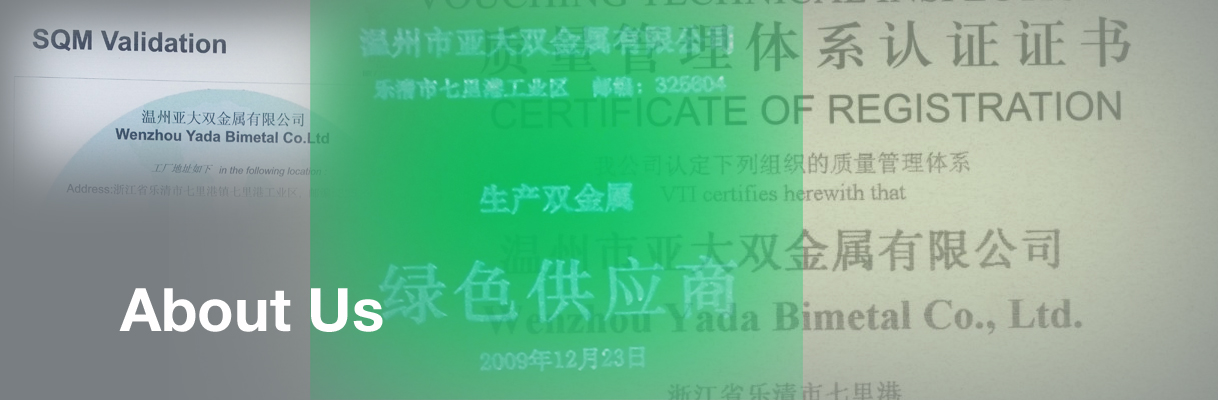 SQM Validation
温州亚大双金属有限公司
Wenzhou Yada Bimetal Co.Ltd
工厂地址如下 in the following location
Address:浙江省乐清市七里港镇七里港工业区
温州市亚大双金属有限公司
乐清市七里港工业区 邮编：325604
生产双金属
绿色供应商
2009年12月23日
About Us
VOUCHING TECHNICAL INSPECTION
质量管理体系认证证书
CERTIFICATE OF REGISTRATION
我公司认定下列组织的质量管理体系
VTI certifies herewith that
温州市亚大双金属有限公司
Wenzhou Yada Bimetal Co., Ltd.
浙江省乐清市七里港